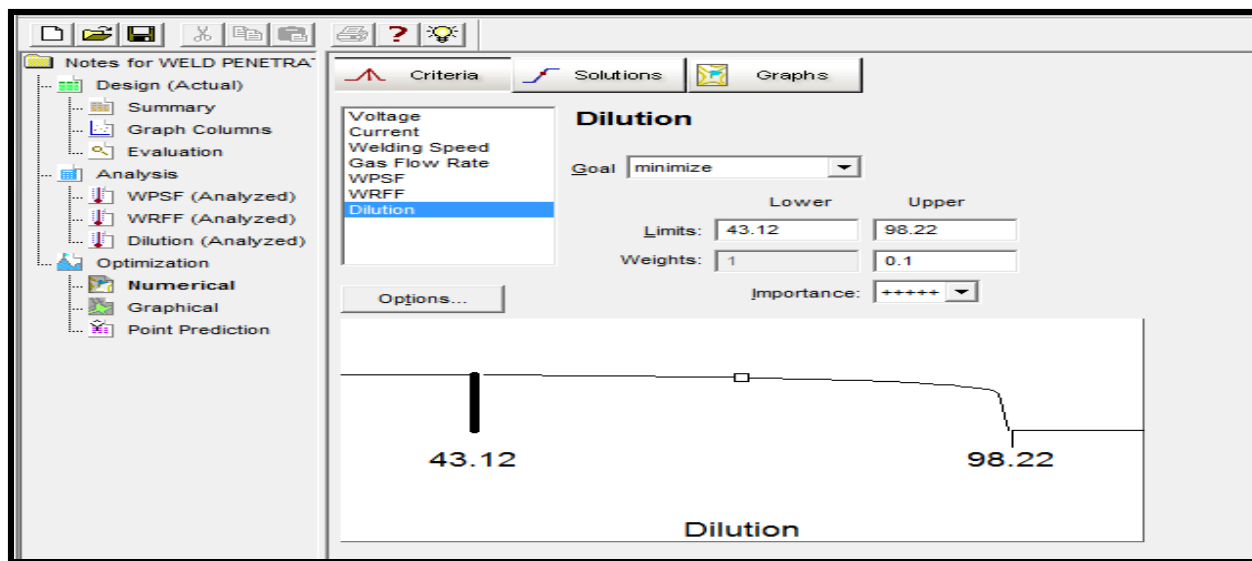 Notes for WELD PENETRAT
Design (Actual)
Summary
Graph Columns
Evaluation
Analysis
WPSF (Analyzed)
WRFF (Analyzed)
Dilution (Analyzed)
Optimization
Numerical
Graphical
Point Prediction
Criteria
Solutions
Graphs
Voltage
Current
Welding Speed
Gas Flow Rate
WPSF
WRFF
Dilution
Options...
Dilution
Goal minimize
Lower Upper
Limits: 43.12 98.22
Weights: 1 0.1
Importance: +++++
43.12 98.22
Dilution